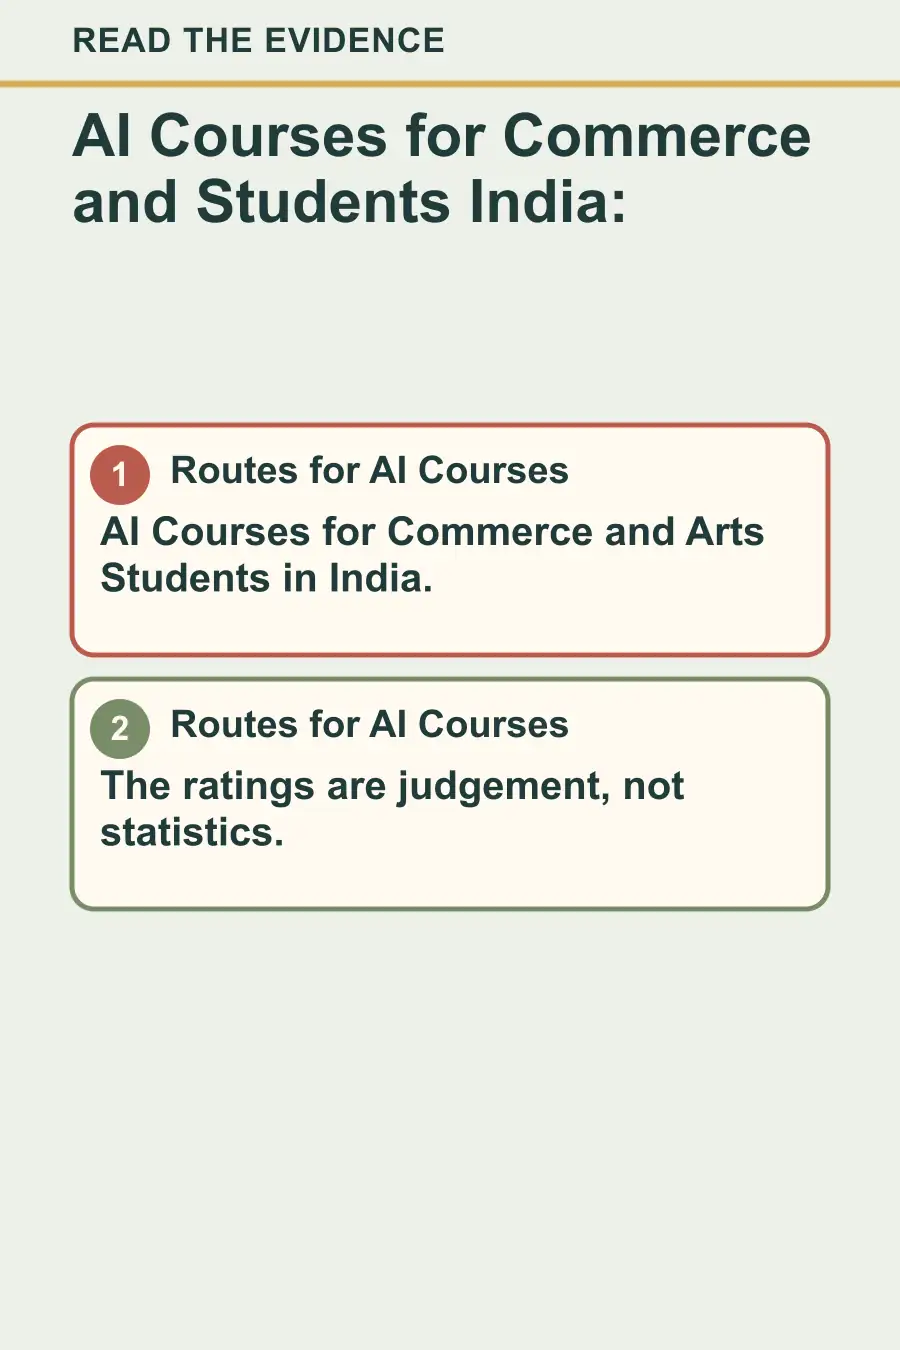 READ THE EVIDENCE
AI Courses for Commerce
and Students India:
1 Routes for AI Courses
AI Courses for Commerce and Arts
Students in India.
2 Routes for AI Courses
The ratings are judgement, not
statistics.